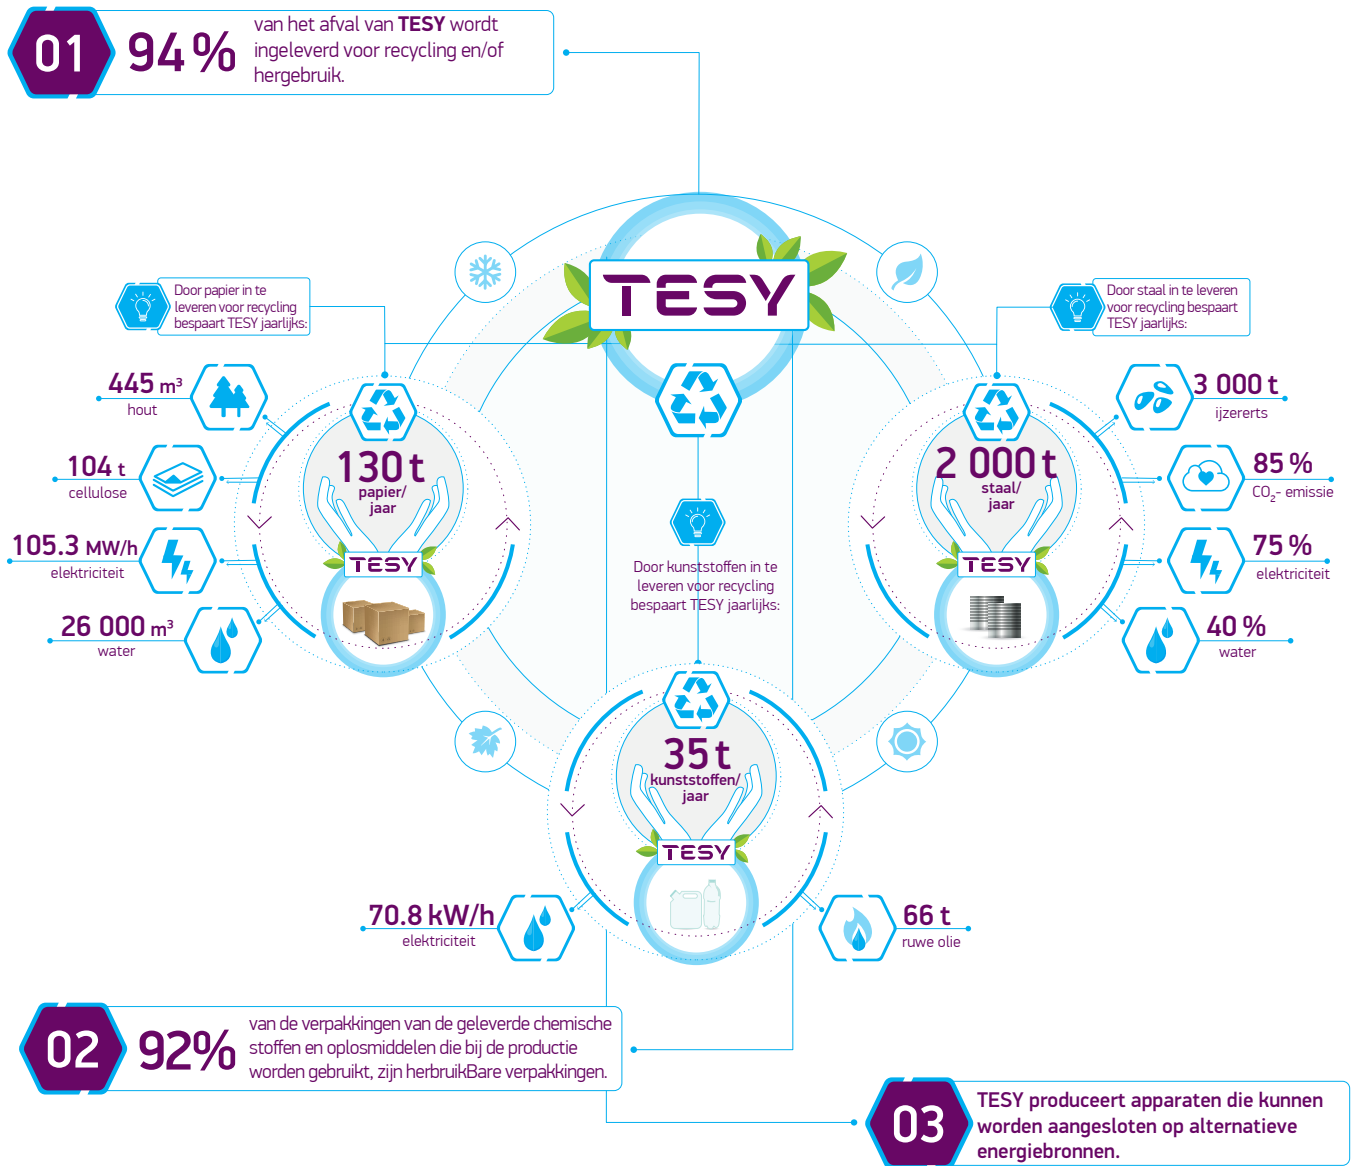 01
94%
van het afval van TESY wordt
ingeleverd voor recycling en/of
hergebruik.
TESY
Door papier in te
leveren voor recycling
bespaart TESY jaarlijks:
445 m³
hout
104 t
cellulose
105.3 MW/h
elektriciteit
26 000 m³
water
130 t
papier/
jaar
TESY
Door kunststoffen in te
leveren voor recycling
bespaart TESY jaarlijks:
35 t
kunststoffen/
jaar
TESY
70.8 kW/h
elektriciteit
66 t
ruwe olie
Door staal in te leveren
voor recycling bespaart
TESY jaarlijks:
2 000 t
staal/
jaar
TESY
3 000 t
ijzererts
85 %
CO₂- emissie
75 %
elektriciteit
40 %
water
02
92%
van de verpakkingen van de geleverde chemische
stoffen en oplosmiddelen die bij de productie
worden gebruikt, zijn herbruikBare verpakkingen.
03
TESY produceert apparaten die kunnen
worden aangesloten op alternatieve
energiebronnen.